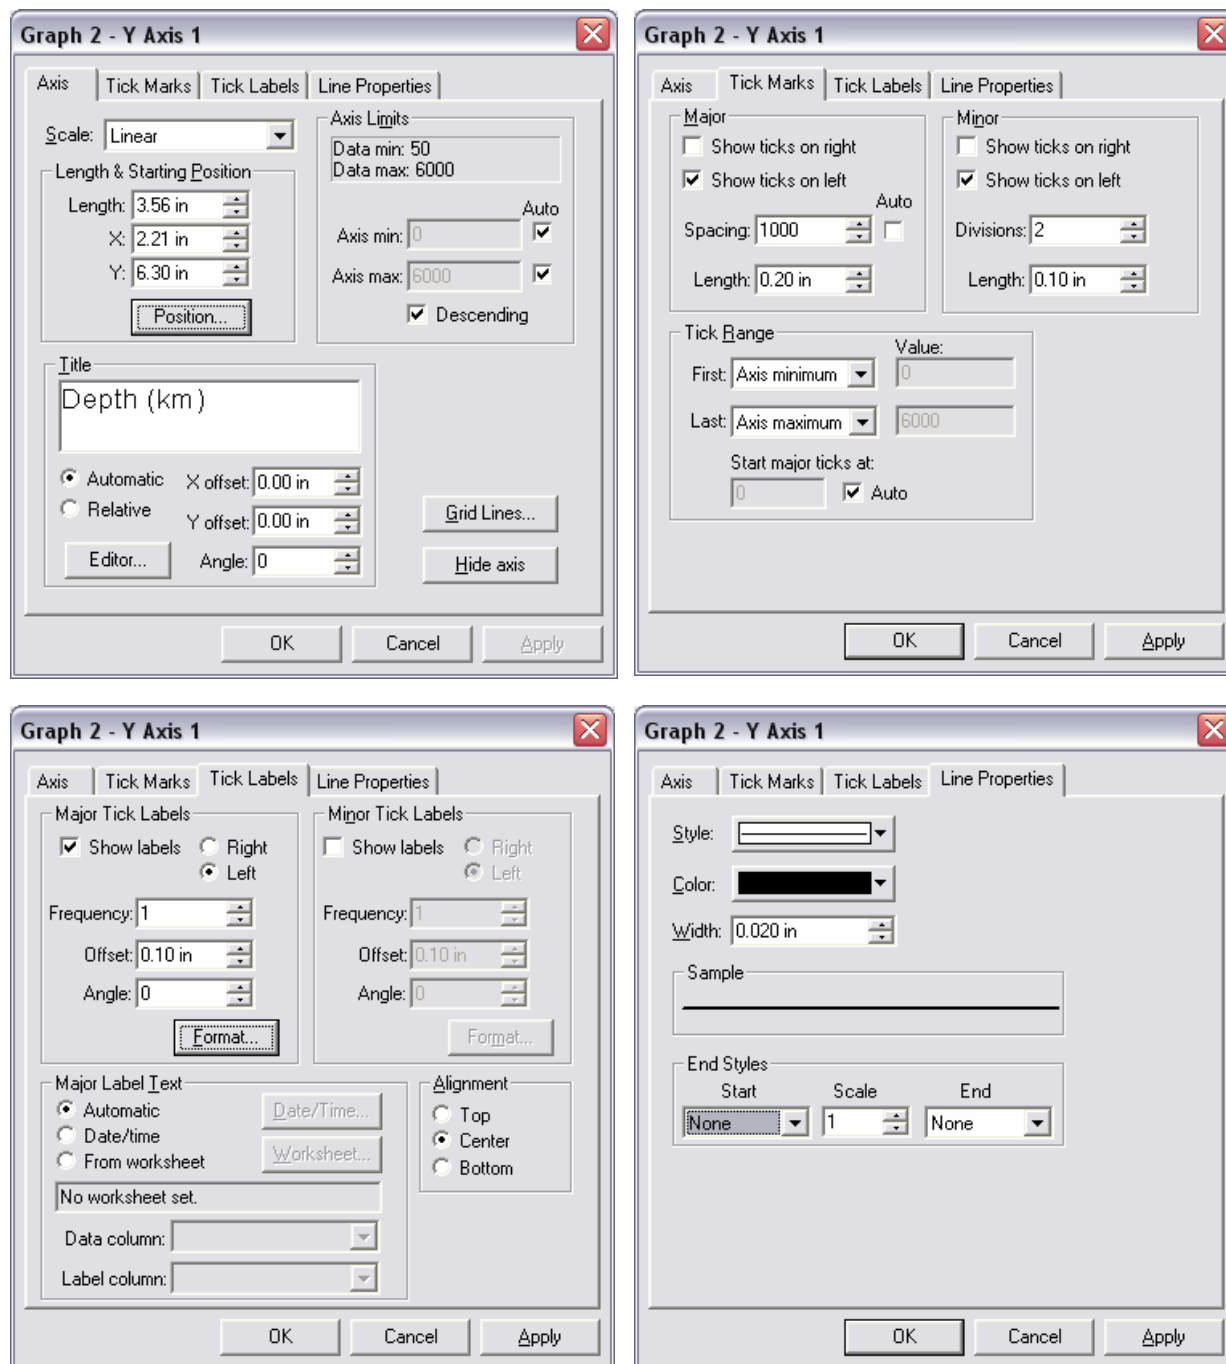 Graph 2 - Y Axis 1
Axis Tick Marks Tick Labels Line Properties
Scale: Linear
Length & Starting Position
Length: 3.56 in
X: 2.21 in
Y: 6.30 in
Position...
Axis Limits
Data min: 50
Data max: 6000
Auto
Axis min: 0
Axis max: 6000
Descending
Title
Depth (km)
Automatic
Relative
X offset: 0.00 in
Y offset: 0.00 in
Editor...
Angle: 0
Grid Lines...
Hide axis
OK Cancel Apply
Graph 2 - Y Axis 1
Axis Tick Marks Tick Labels Line Properties
Major
Show ticks on right
Show ticks on left
Auto
Spacing: 1000
Length: 0.20 in
Minor
Show ticks on right
Show ticks on left
Divisions: 2
Length: 0.10 in
Tick Range
Value:
First: Axis minimum 0
Last: Axis maximum 6000
Start major ticks at:
0 Auto
OK Cancel Apply
Graph 2 - Y Axis 1
Axis Tick Marks Tick Labels Line Properties
Major Tick Labels
Show labels Right
Left
Frequency: 1
Offset: 0.10 in
Angle: 0
Format...
Minor Tick Labels
Show labels Right
Left
Frequency: 1
Offset: 0.10 in
Angle: 0
Format...
Major Label Text
Automatic Date/Time...
Date/time
From worksheet Worksheet...
No worksheet set.
Data column:
Label column:
Alignment
Top
Center
Bottom
OK Cancel Apply
Graph 2 - Y Axis 1
Axis Tick Marks Tick Labels Line Properties
Style:
Color:
Width: 0.020 in
Sample
End Styles
Start Scale End
None 1 None
OK Cancel Apply